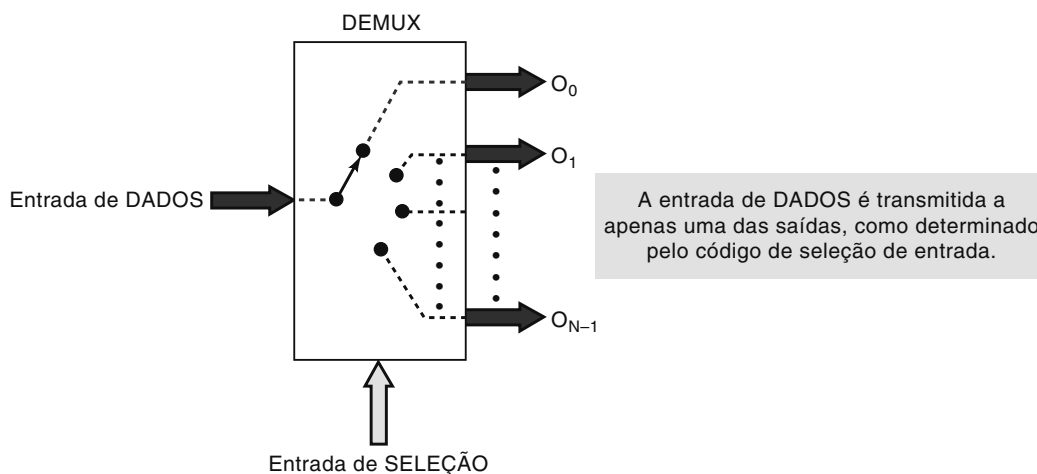 DEMUX
O₀
O₁
Entrada de DADOS
A entrada de DADOS é transmitida a
apenas uma das saídas, como determinado
pelo código de seleção de entrada.
Oₙ₋₁
Entrada de SELEÇÃO